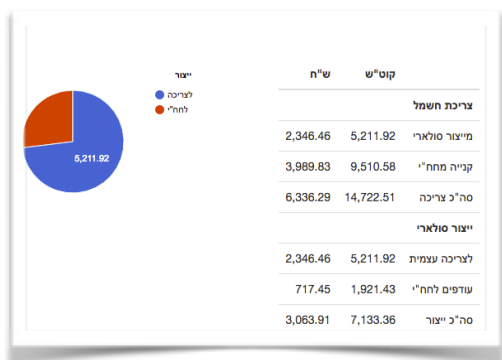 קוט"ש ש"ח
צריכת חשמל
מייצור סולארי 5,211.92 2,346.46
קנייה מחח"י 9,510.58 3,989.83
סה"כ צריכה 14,722.51 6,336.29
ייצור סולארי
לצריכה עצמית 5,211.92 2,346.46
עודפים לחח"י 1,921.43 717.45
סה"כ ייצור 7,133.36 3,063.91
ייצור
לצריכה
לחח"י
5,211.92